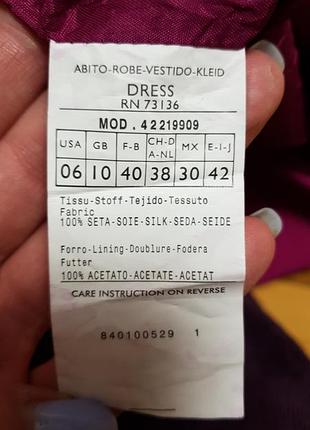 ABITO-ROBE-VESTIDO-KLEID
DRESS
RN 73136
MOD. 42219909
USA GB F-B CH-D A-NL MX E-I-J
06 10 40 38 30 42
Tissu-Stoff-Tejido-Tessuto
Fabric
100% SETA-SOIE-SILK-SEDA-SEIDE
Forro-Lining-Doublure-Fodera
Futter
100% ACETATO-ACETATE-ACETAT
CARE INSTRUCTION ON REVERSE
840100529 1